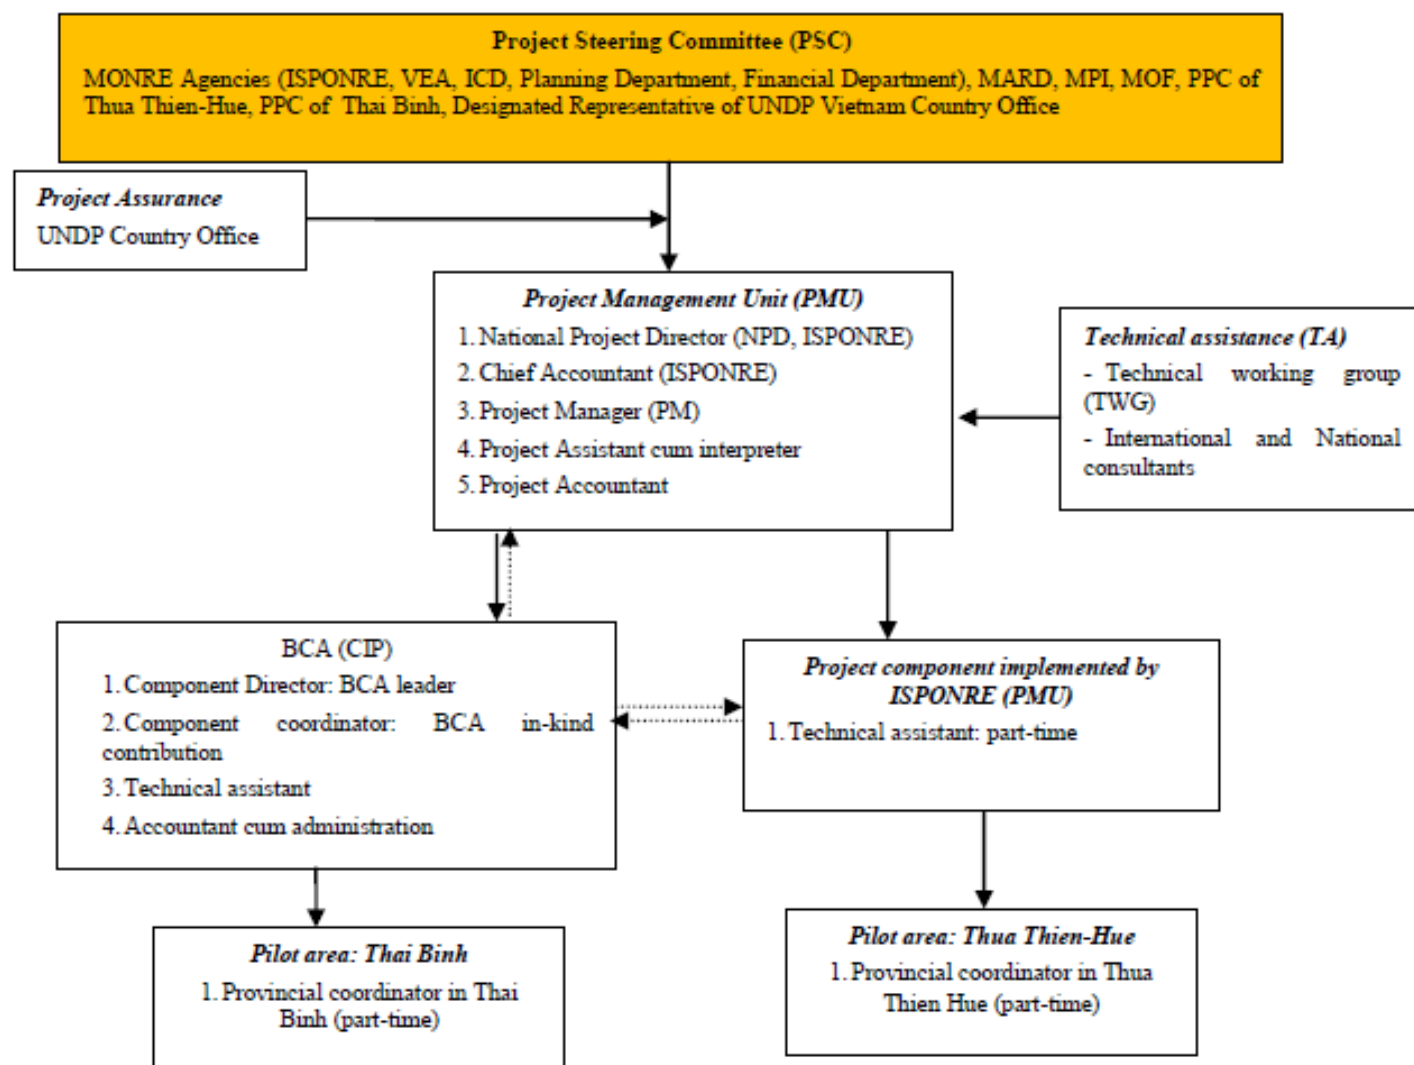 Project Steering Committee (PSC)
MONRE Agencies (ISPONRE, VEA, ICD, Planning Department, Financial Department), MARD, MPI, MOF, PPC of
Thua Thien-Hue, PPC of Thai Binh, Designated Representative of UNDP Vietnam Country Office
Project Assurance
UNDP Country Office
Project Management Unit (PMU)
1. National Project Director (NPD, ISPONRE)
2. Chief Accountant (ISPONRE)
3. Project Manager (PM)
4. Project Assistant cum interpreter
5. Project Accountant
Technical assistance (TA)
- Technical working group
(TWG)
- International and National
consultants
BCA (CIP)
1. Component Director: BCA leader
2. Component coordinator: BCA in-kind
contribution
3. Technical assistant
4. Accountant cum administration
Project component implemented by
ISPONRE (PMU)
1. Technical assistant: part-time
Pilot area: Thai Binh
1. Provincial coordinator in Thai
Binh (part-time)
Pilot area: Thua Thien-Hue
1. Provincial coordinator in Thua
Thien Hue (part-time)